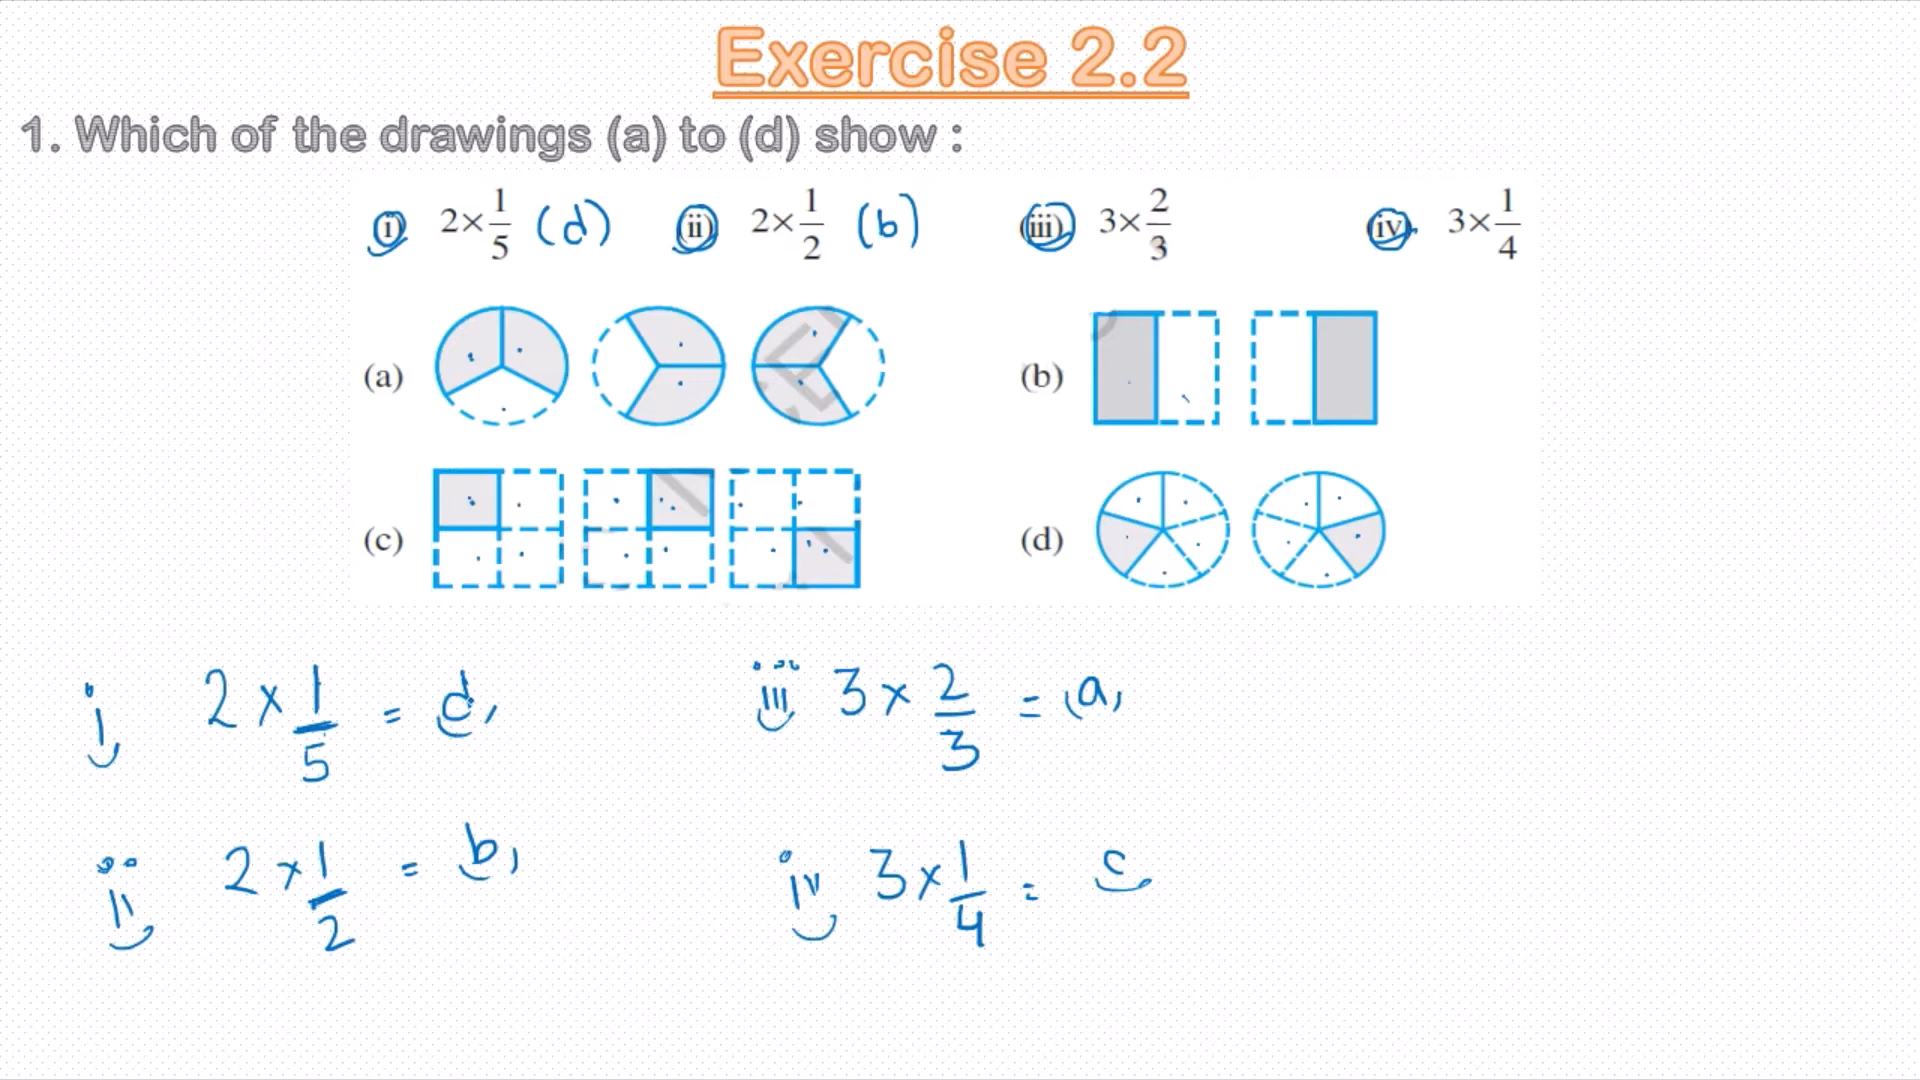 Exercise 2.2
1. Which of the drawings (a) to (d) show :
(i) 2×1/5 (d) (ii) 2×1/2 (b) (iii) 3×2/3 (iv) 3×1/4
(a) (b)
(c) (d)
i) 2×1/5 = d, iii) 3×2/3 = (a,
ii) 2×1/2 = b, iv) 3×1/4 = c